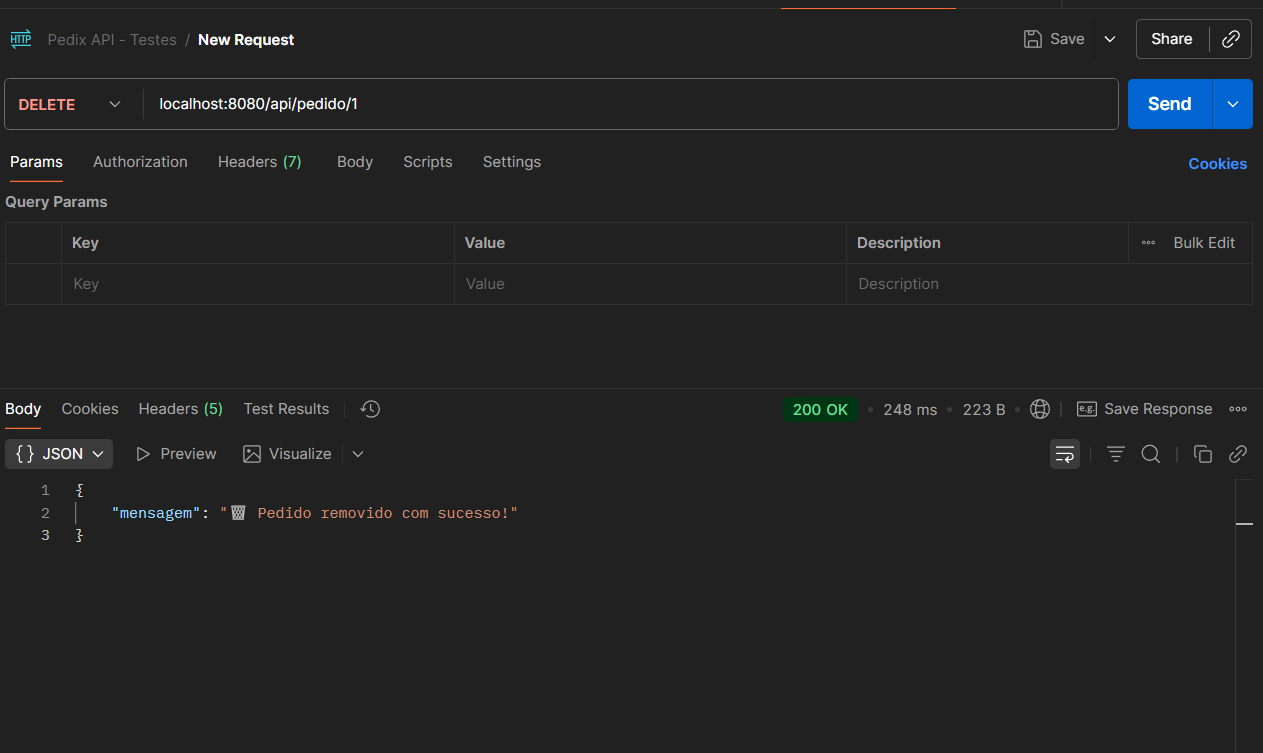 HTTP Pedix API - Testes / New Request Save Share
DELETE localhost:8080/api/pedido/1 Send
Params Authorization Headers (7) Body Scripts Settings Cookies
Query Params
Key Value Description Bulk Edit
Key Value Description
Body Cookies Headers (5) Test Results 200 OK • 248 ms • 223 B • e.g. Save Response
{} JSON Preview Visualize
1 {
2 "mensagem": "🗑 Pedido removido com sucesso!"
3 }